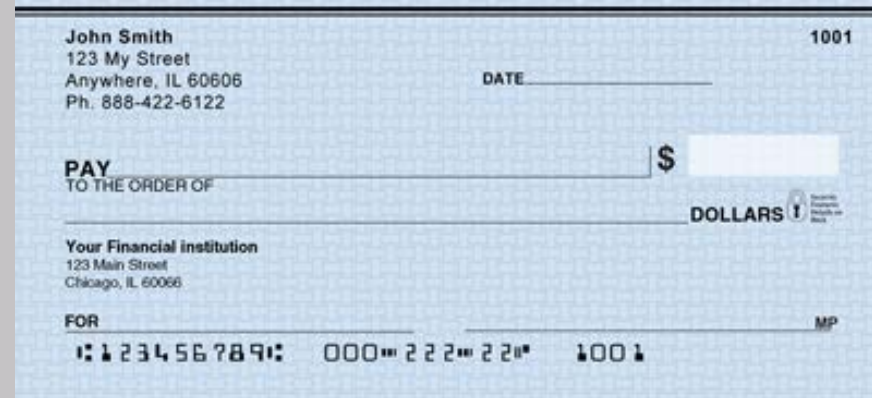 John Smith 1001
123 My Street
Anywhere, IL 60606 DATE
Ph. 888-422-6122
PAY $
TO THE ORDER OF
DOLLARS
Your Financial institution
123 Main Street
Chicago, IL 60066
FOR MP
⑆123456789⑆ 000⑉222⑉22⑈ 1001